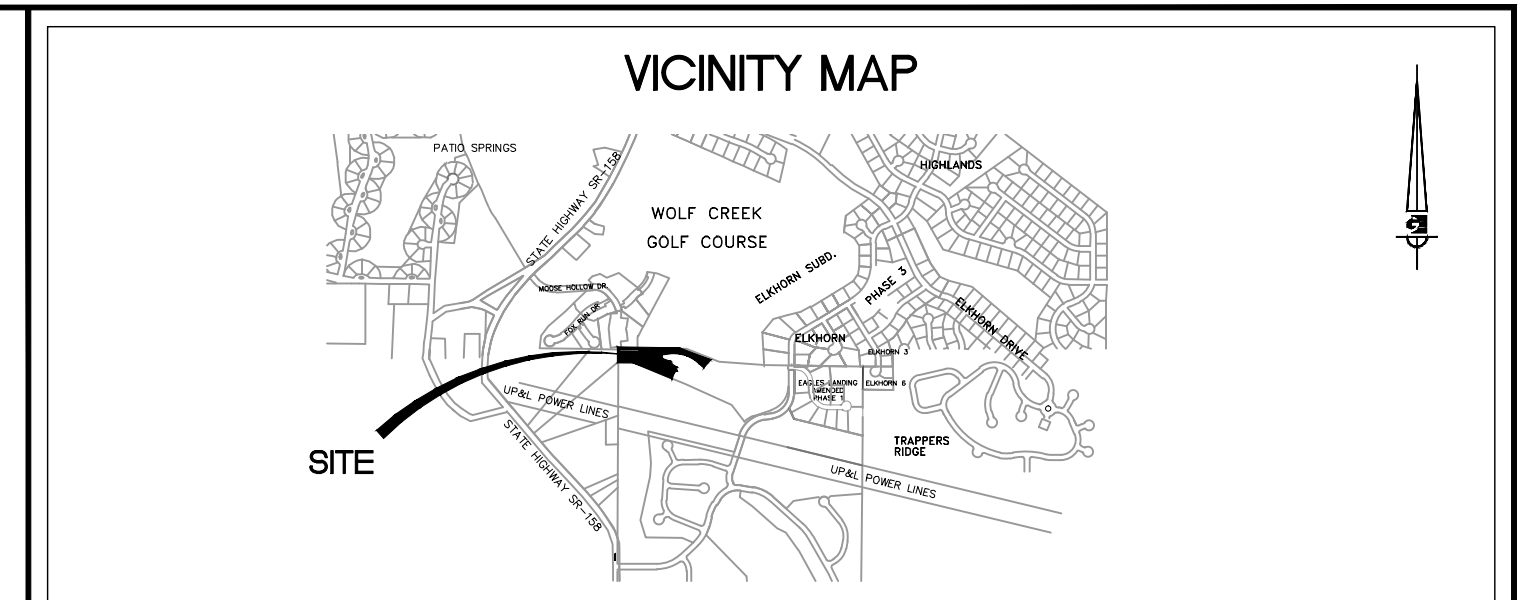 VICINITY MAP
PATIO SPRINGS
STATE HIGHWAY SR-158
HIGHLANDS
WOLF CREEK
GOLF COURSE
ELKHORN SUBD.
PHASE 3
MOOSE HOLLOW DR.
FOX RUN DR
ELKHORN DRIVE
ELKHORN
ELKHORN 3
EAGLES LANDING
AMENDED
PHASE 1
ELKHORN 6
UP&L POWER LINES
SITE
STATE HIGHWAY SR-158
TRAPPERS
RIDGE
UP&L POWER LINES